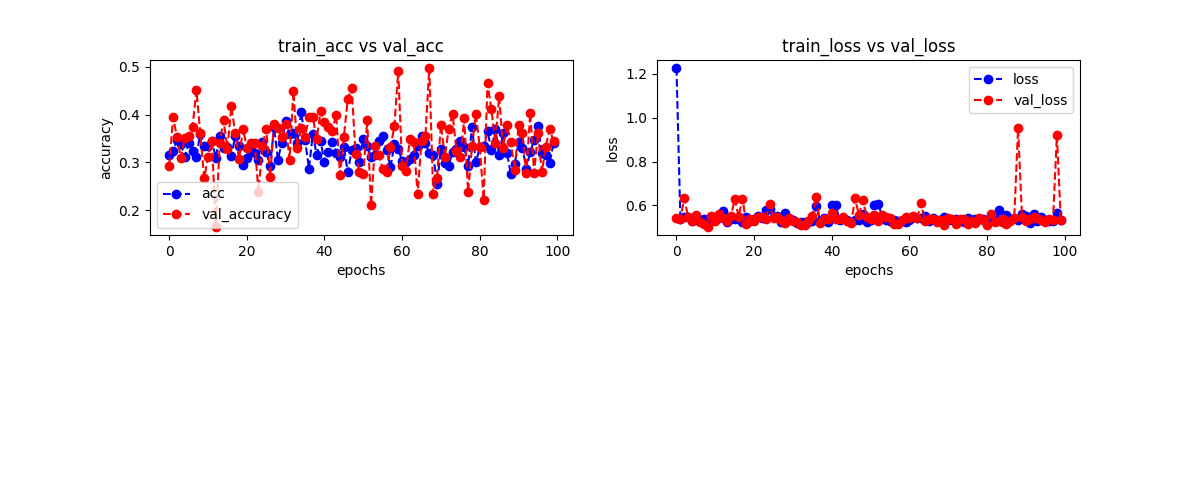 train_acc vs val_acc
accuracy
0.5
0.4
0.3
0.2
acc
val_accuracy
0 20 40 60 80 100
epochs
train_loss vs val_loss
loss
1.2
1.0
0.8
0.6
loss
val_loss
0 20 40 60 80 100
epochs